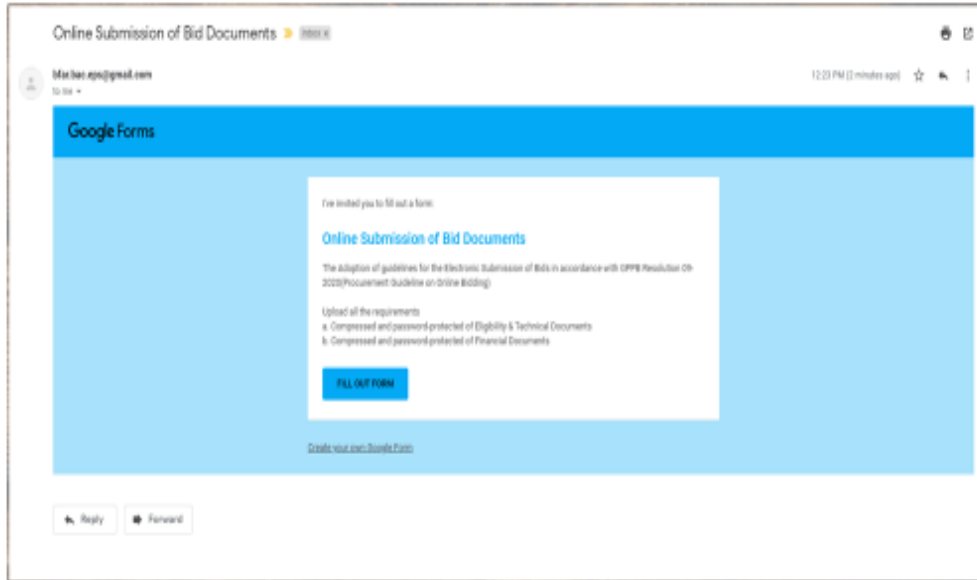 Online Submission of Bid Documents
Inbox x
bfar.bac.eps@gmail.com
12:23 PM (2 minutes ago)
to me
Google Forms
I've invited you to fill out a form:
Online Submission of Bid Documents
The Adoption of guidelines for the Electronic Submission of Bids in accordance with GPPB Resolution 09-
2020(Procurement Guideline on Online Bidding)
Upload all the requirements
a. Compressed and password-protected of Eligibility & Technical Documents
b. Compressed and password-protected of Financial Documents
FILL OUT FORM
Create your own Google Form
Reply
Forward